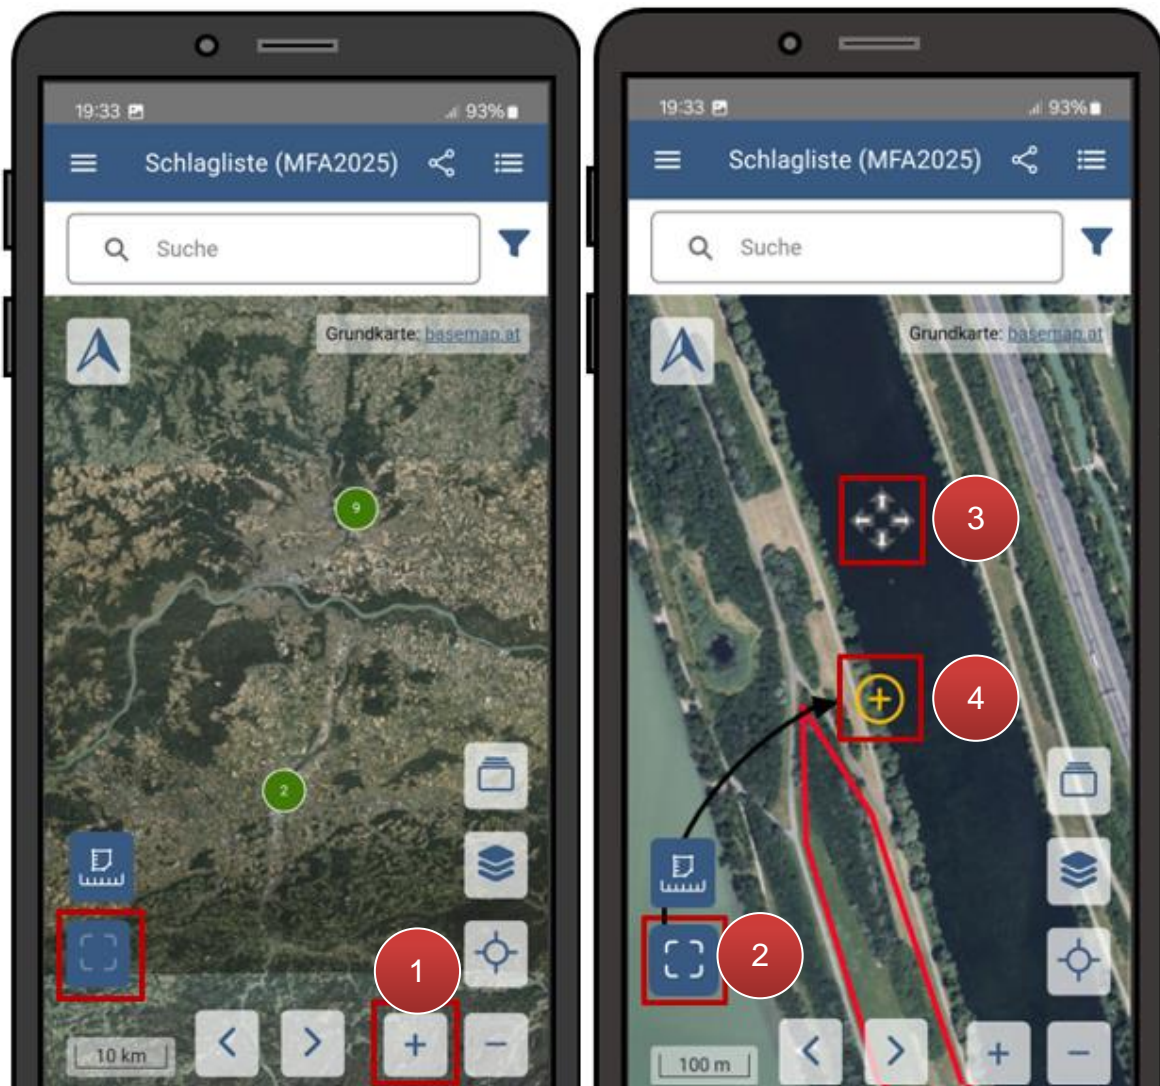 19:33
93%
Schlagliste (MFA2025)
Suche
Grundkarte: basemap.at
9
2
1
10 km
+
−
19:33
93%
Schlagliste (MFA2025)
Suche
Grundkarte: basemap.at
3
4
2
100 m
+
−